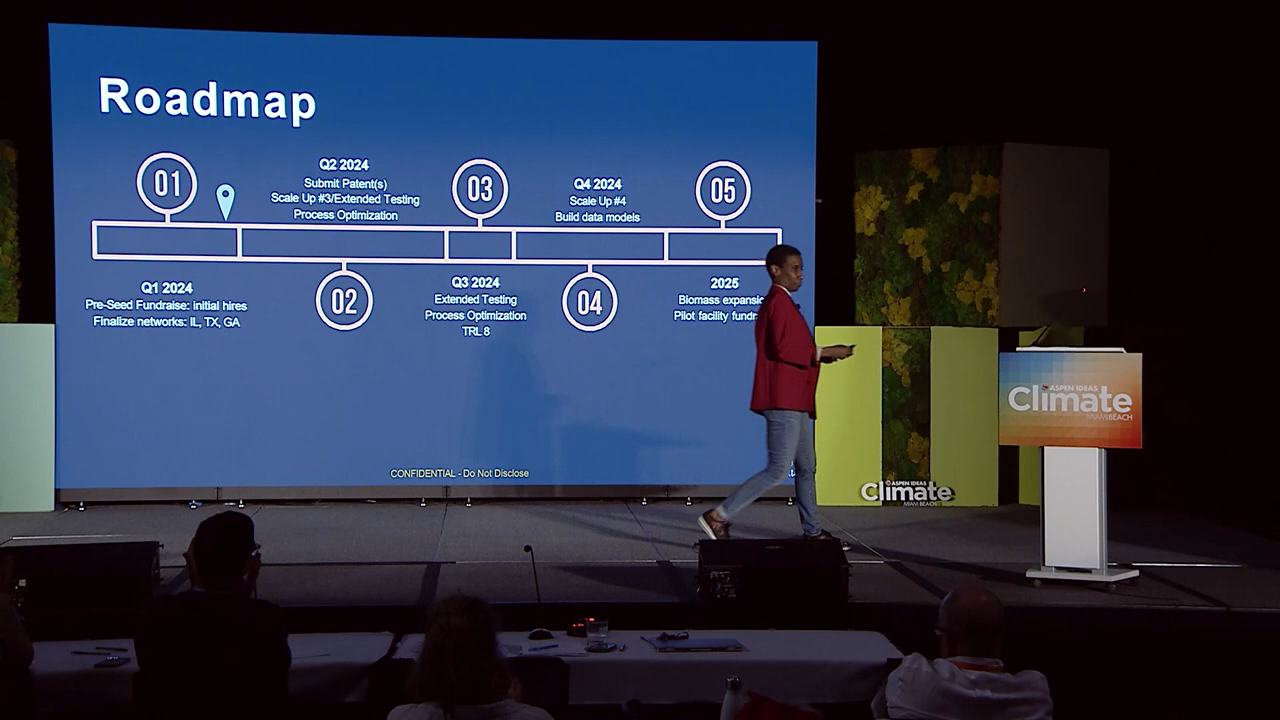 Roadmap
01
Q2 2024
Submit Patent(s)
Scale Up #3/Extended Testing
Process Optimization
03
Q4 2024
Scale Up #4
Build data models
05
Q1 2024
Pre-Seed Fundraise: initial hires
Finalize networks: IL, TX, GA
02
Q3 2024
Extended Testing
Process Optimization
TRL 8
04
2025
Biomass
Pilot facility
CONFIDENTIAL - Do Not Disclose
ASPEN IDEAS
Climate
MIAMI BEACH
ASPEN IDEAS
Climate
MIAMI BEACH